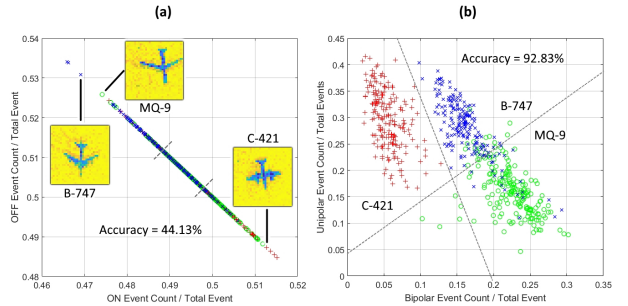 (a)
0.54
0.53
0.52
0.51
0.5
0.49
0.48
0.46
0.47
0.48
0.49
0.5
0.51
0.52
OFF Event Count / Total Event
ON Event Count / Total Event
MQ-9
C-421
B-747
Accuracy = 44.13%
(b)
0.45
0.4
0.35
0.3
0.25
0.2
0.15
0.1
0.05
0
0
0.05
0.1
0.15
0.2
0.25
0.3
0.35
Unipolar Event Count / Total Events
Bipolar Event Count / Total Event
Accuracy = 92.83%
B-747
MQ-9
C-421